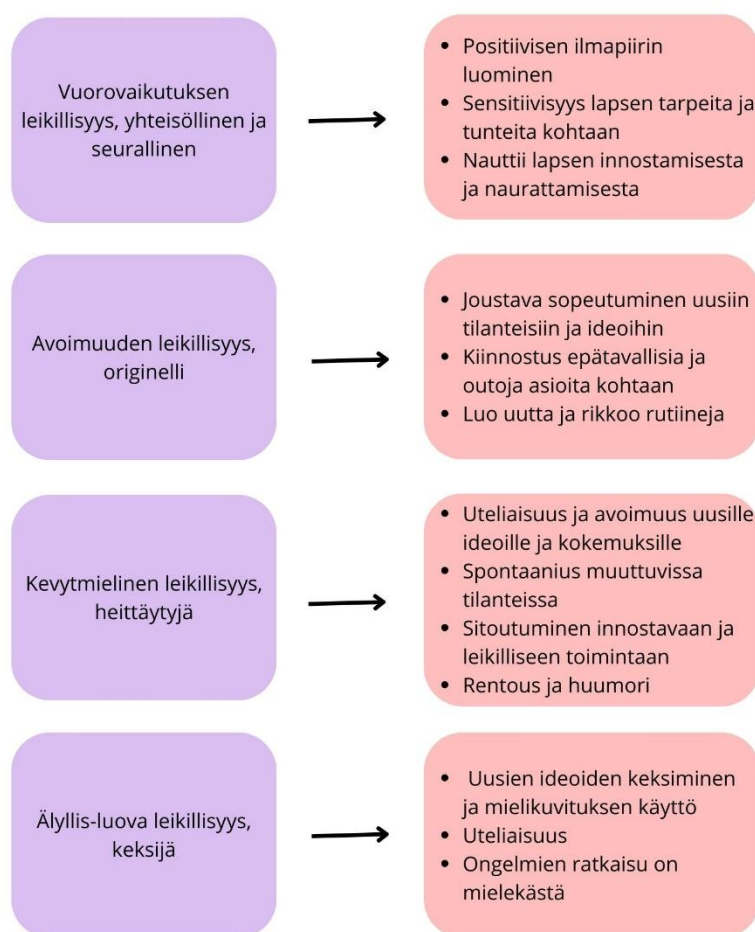 Vuorovaikutuksen
leikillisyys, yhteisöllinen ja
seurallinen
• Positiivisen ilmapiirin
luominen
• Sensitiivisyys lapsen tarpeita ja
tunteita kohtaan
• Nauttii lapsen innostamisesta
ja naurattamisesta
Avoimuuden leikillisyys,
originelli
• Joustava sopeutuminen uusiin
tilanteisiin ja ideoihin
• Kiinnostus epätavallisia ja
outoja asioita kohtaan
• Luo uutta ja rikkoo rutiineja
Kevytmielinen leikillisyys,
heittäytyjä
• Uteliaisuus ja avoimuus uusille
ideoille ja kokemuksille
• Spontaanius muuttuvissa
tilanteissa
• Sitoutuminen innostavaan ja
leikilliseen toimintaan
• Rentous ja huumori
Älyllis-luova leikillisyys,
keksijä
• Uusien ideoiden keksiminen
ja mielikuvituksen käyttö
• Uteliaisuus
• Ongelmien ratkaisu on
mielekästä